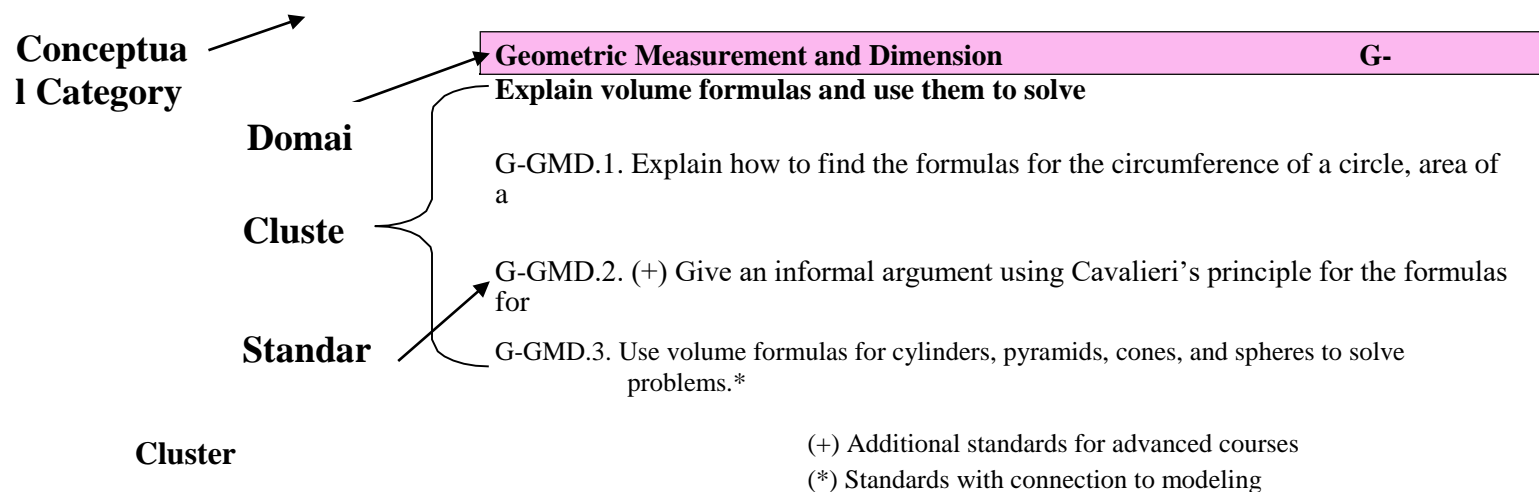 Conceptua
l Category
Geometric Measurement and Dimension G-
Explain volume formulas and use them to solve
Domai
G-GMD.1. Explain how to find the formulas for the circumference of a circle, area of
a
Cluste
G-GMD.2. (+) Give an informal argument using Cavalieri’s principle for the formulas
for
Standar
G-GMD.3. Use volume formulas for cylinders, pyramids, cones, and spheres to solve
problems.*
Cluster
(+) Additional standards for advanced courses
(*) Standards with connection to modeling